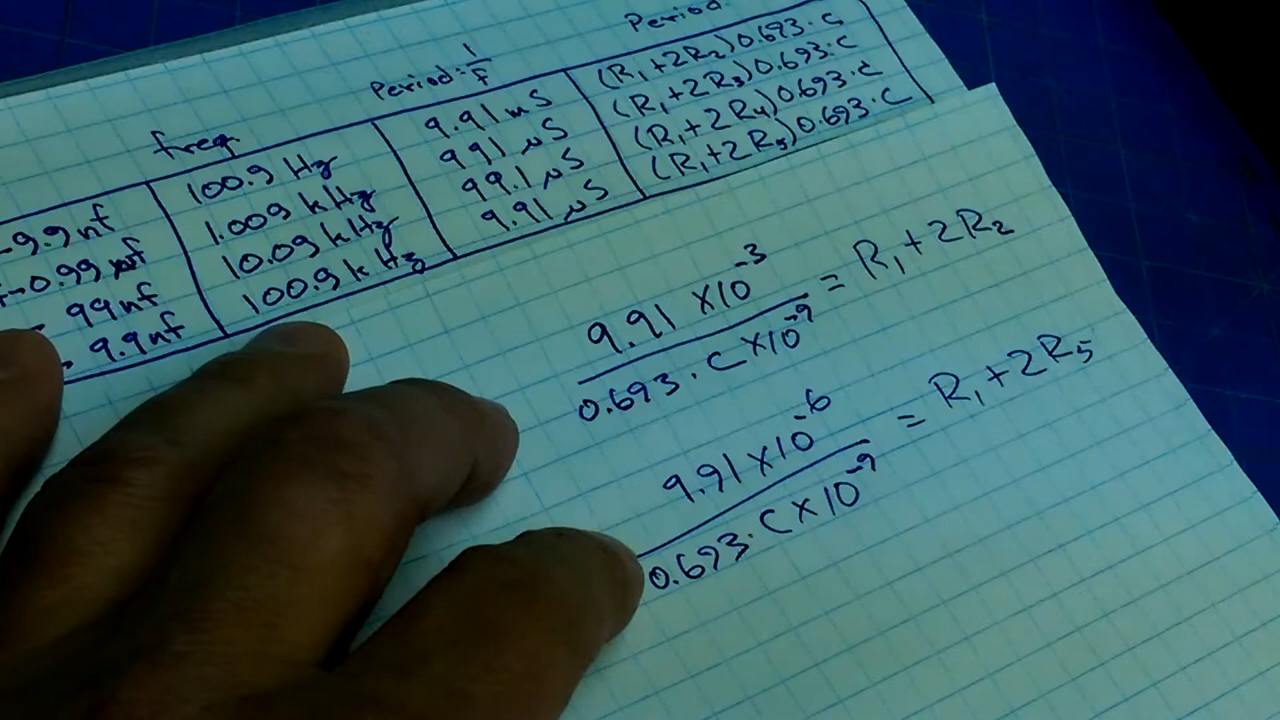 freq Period=1/f Period
-9.9nf 100.9 Hz 9.91 mS (R₁+2R₂)0.693·C
-0.99 1.009 kHz 991 µS (R₁+2R₃)0.693·C
99nf 10.09 kHz 99.1 µS (R₁+2R₄)0.693·C
9.9nf 100.9 kHz 9.91 µS (R₁+2R₅)0.693·C
9.91 X10⁻³
0.693·C X10⁻⁹ = R₁+2R₂
9.91 X10⁻⁶
0.693·C X10⁻⁹ = R₁+2R₅